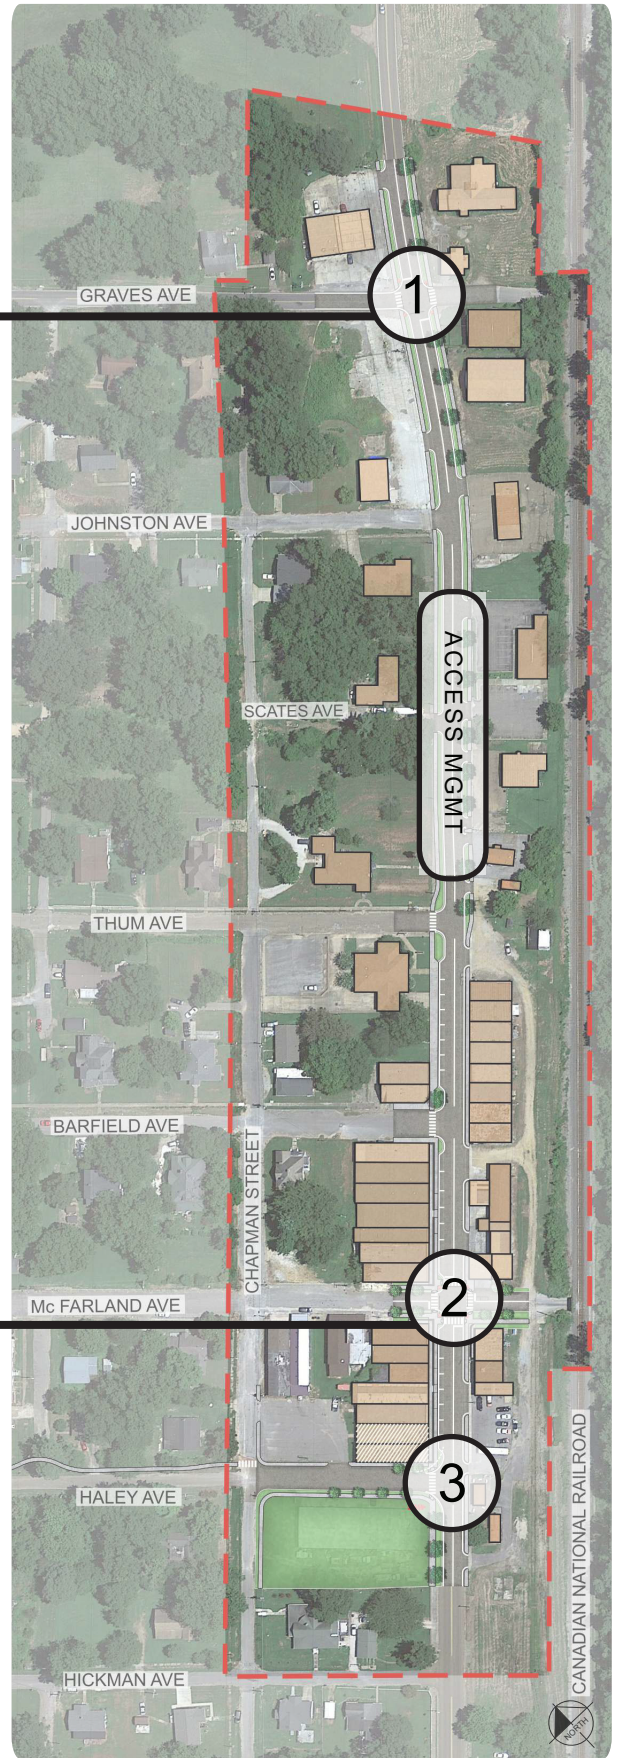 GRAVES AVE
1
JOHNSTON AVE
ACCESS MGMT
SCATES AVE
THUM AVE
BARFIELD AVE
CHAPMAN STREET
2
Mc FARLAND AVE
3
HALEY AVE
CANADIAN NATIONAL RAILROAD
HICKMAN AVE
NORTH